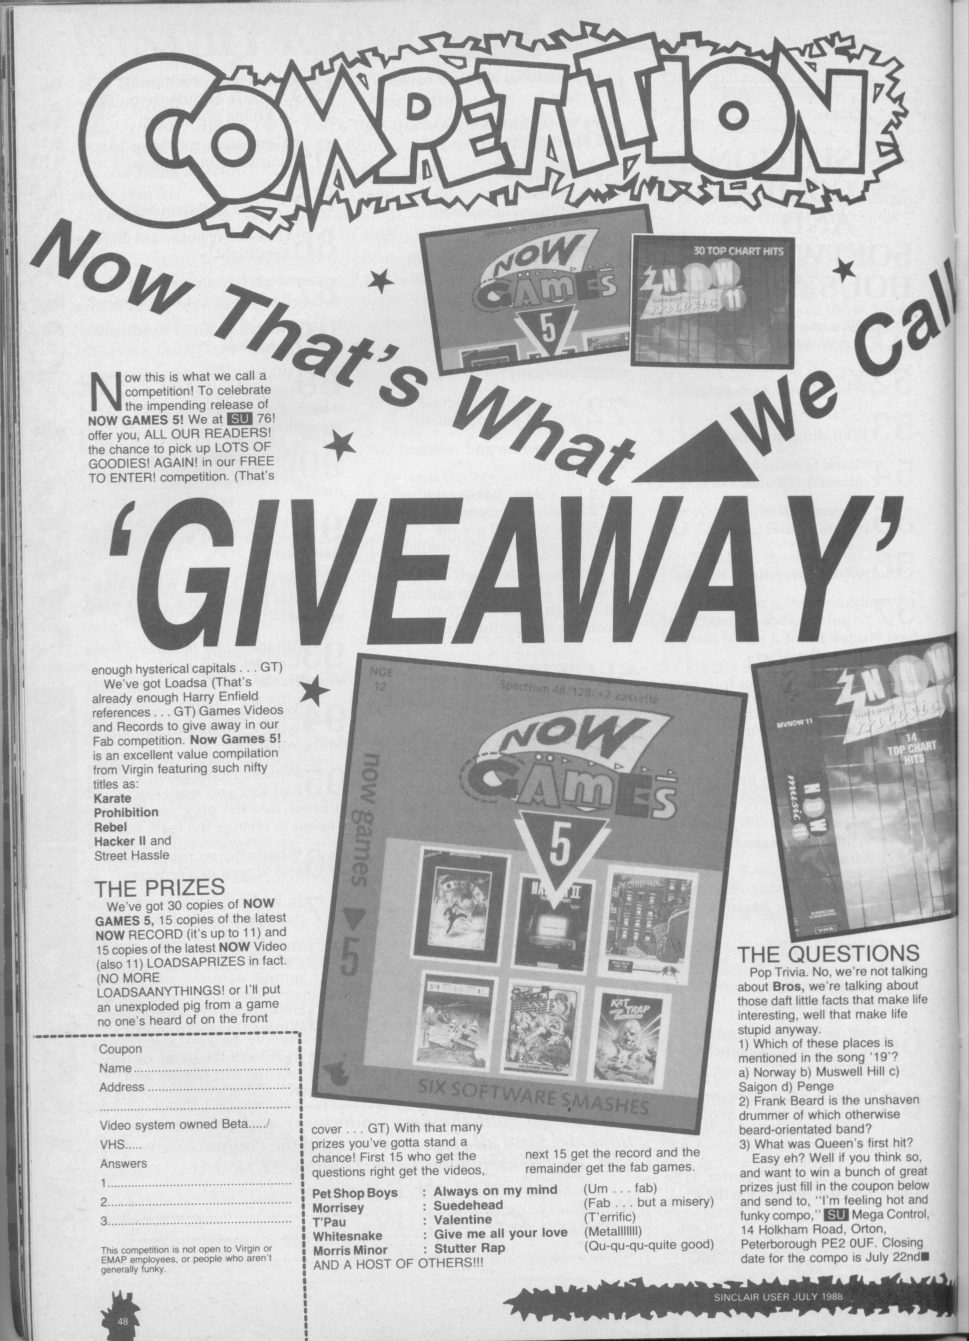 COMPETITION
Now That's What We Call
'GIVEAWAY'
NOW
GAMES
5
30 TOP CHART HITS
NOW
music 11
Now this is what we call a
competition! To celebrate
the impending release of
NOW GAMES 5! We at SU 76!
offer you, ALL OUR READERS!
the chance to pick up LOTS OF
GOODIES! AGAIN! in our FREE
TO ENTER! competition. (That's
enough hysterical capitals . . . GT)
We've got Loadsa (That's
already enough Harry Enfield
references . . . GT) Games Videos
and Records to give away in our
Fab competition. Now Games 5!
is an excellent value compilation
from Virgin featuring such nifty
titles as:
Karate
Prohibition
Rebel
Hacker II and
Street Hassle
THE PRIZES
We've got 30 copies of NOW
GAMES 5, 15 copies of the latest
NOW RECORD (it's up to 11) and
15 copies of the latest NOW Video
(also 11) LOADSAPRIZES in fact.
(NO MORE
LOADSAANYTHINGS! or I'll put
an unexploded pig from a game
no one's heard of on the front
Coupon
Name
Address
Video system owned Beta...../
VHS.....
Answers
1
2
3
This competition is not open to Virgin or
EMAP employees, or people who aren't
generally funky.
NGE
12
Spectrum 48/128/+2 cassette
now games 5
NOW
GAMES
5
HACKER II
KAT
TRAP
SIX SOFTWARE SMASHES
cover . . . GT) With that many
prizes you've gotta stand a
chance! First 15 who get the
questions right get the videos,
next 15 get the record and the
remainder get the fab games.
Pet Shop Boys : Always on my mind (Um . . . fab)
Morrisey : Suedehead (Fab . . . but a misery)
T'Pau : Valentine (T'errific)
Whitesnake : Give me all your love (Metalllllll)
Morris Minor : Stutter Rap (Qu-qu-qu-quite good)
AND A HOST OF OTHERS!!!
MVNOW 11
NOW
music
14
TOP CHART
HITS
NOW
music 11
THE QUESTIONS
Pop Trivia. No, we're not talking
about Bros, we're talking about
those daft little facts that make life
interesting, well that make life
stupid anyway.
1) Which of these places is
mentioned in the song '19'?
a) Norway b) Muswell Hill c)
Saigon d) Penge
2) Frank Beard is the unshaven
drummer of which otherwise
beard-orientated band?
3) What was Queen's first hit?
Easy eh? Well if you think so,
and want to win a bunch of great
prizes just fill in the coupon below
and send to, "I'm feeling hot and
funky compo," SU Mega Control,
14 Holkham Road, Orton,
Peterborough PE2 0UF. Closing
date for the compo is July 22nd
48
SINCLAIR USER JULY 1988